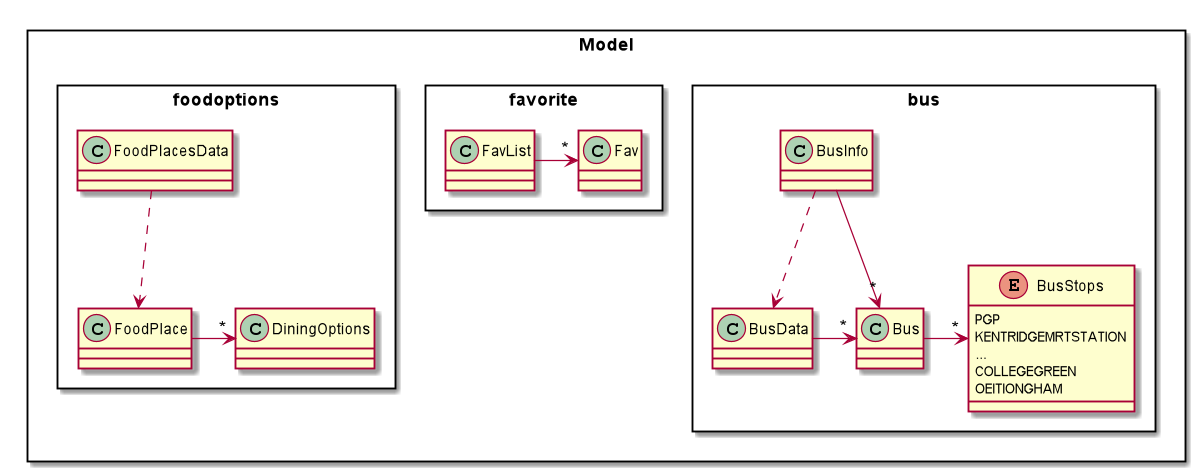 Model
foodoptions
C FoodPlacesData
C FoodPlace
*
C DiningOptions
favorite
C FavList
*
C Fav
bus
C BusInfo
*
C BusData
*
C Bus
*
E BusStops
PGP
KENTRIDGEMRTSTATION
...
COLLEGEGREEN
OEITIONGHAM